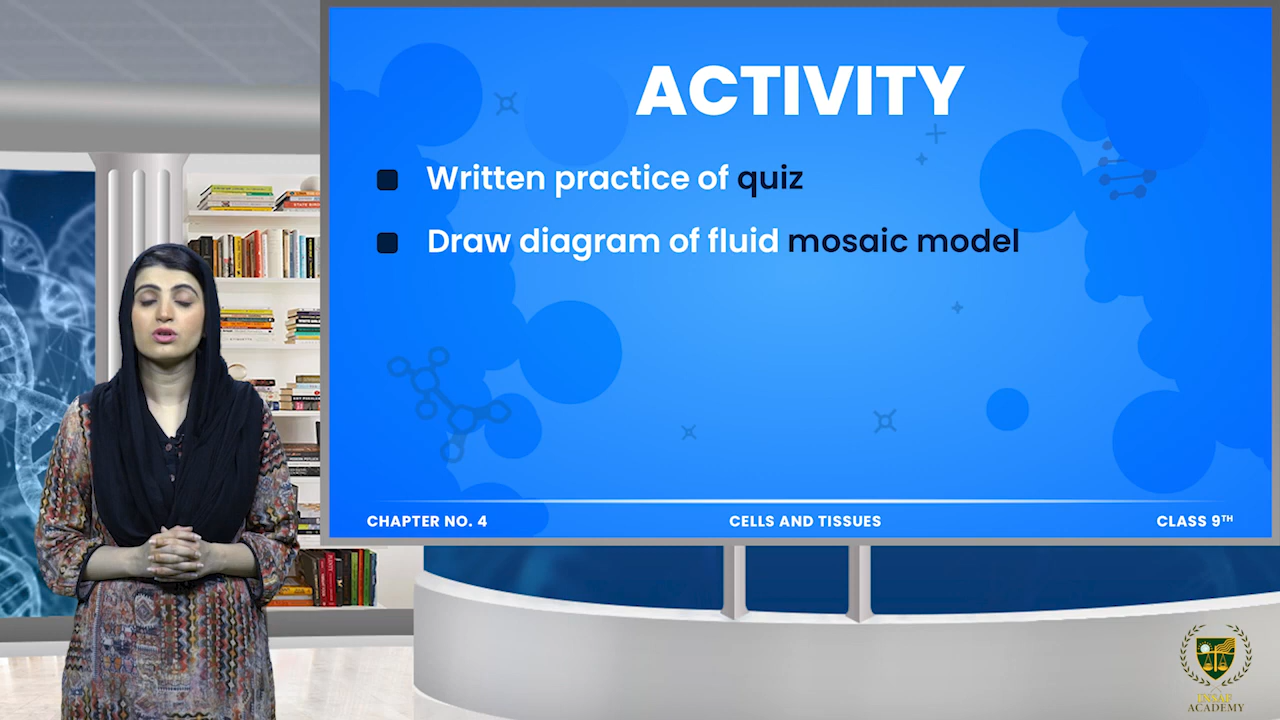 ACTIVITY
Written practice of quiz
Draw diagram of fluid mosaic model
CHAPTER NO. 4
CELLS AND TISSUES
CLASS 9TH
ACADEMY